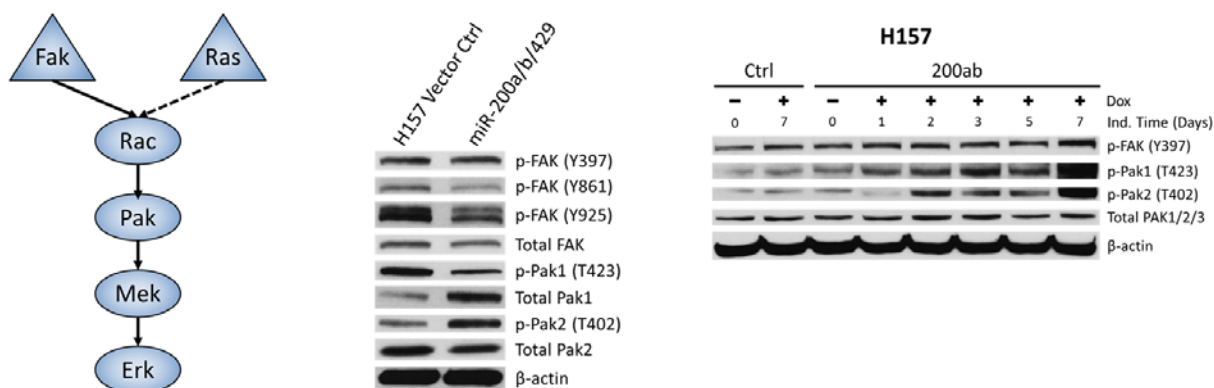 Fak
Ras
Rac
Pak
Mek
Erk
H157 Vector Ctrl
miR-200a/b/429
p-FAK (Y397)
p-FAK (Y861)
p-FAK (Y925)
Total FAK
p-Pak1 (T423)
Total Pak1
p-Pak2 (T402)
Total Pak2
β-actin
H157
Ctrl 200ab
− + − + + + + + Dox
0 7 0 1 2 3 5 7 Ind. Time (Days)
p-FAK (Y397)
p-Pak1 (T423)
p-Pak2 (T402)
Total PAK1/2/3
β-actin